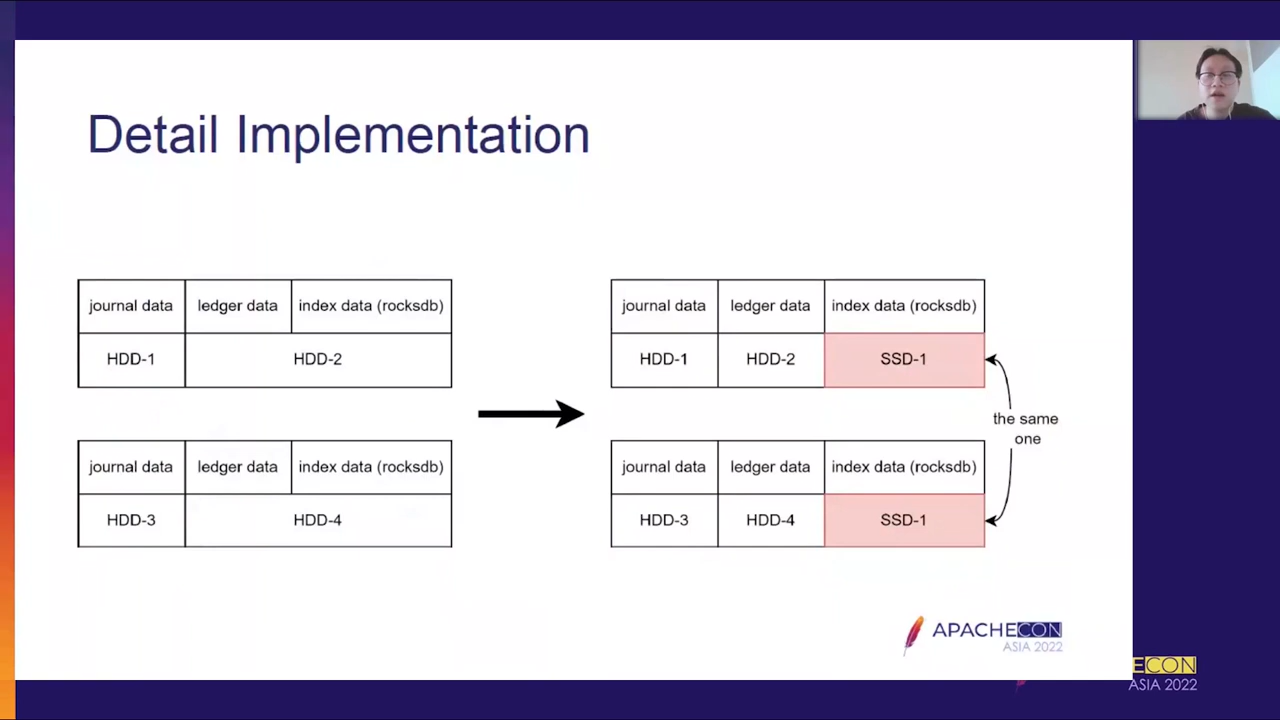 Detail Implementation
journal data ledger data index data (rocksdb)
HDD-1 HDD-2
journal data ledger data index data (rocksdb)
HDD-3 HDD-4
journal data ledger data index data (rocksdb)
HDD-1 HDD-2 SSD-1
the same
one
journal data ledger data index data (rocksdb)
HDD-3 HDD-4 SSD-1
APACHECON
ASIA 2022
ECON
ASIA 2022